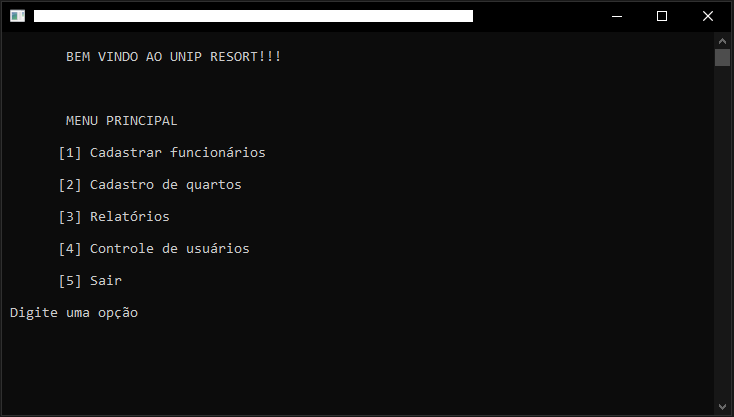 BEM VINDO AO UNIP RESORT!!!
MENU PRINCIPAL
[1] Cadastrar funcionários
[2] Cadastro de quartos
[3] Relatórios
[4] Controle de usuários
[5] Sair
Digite uma opção